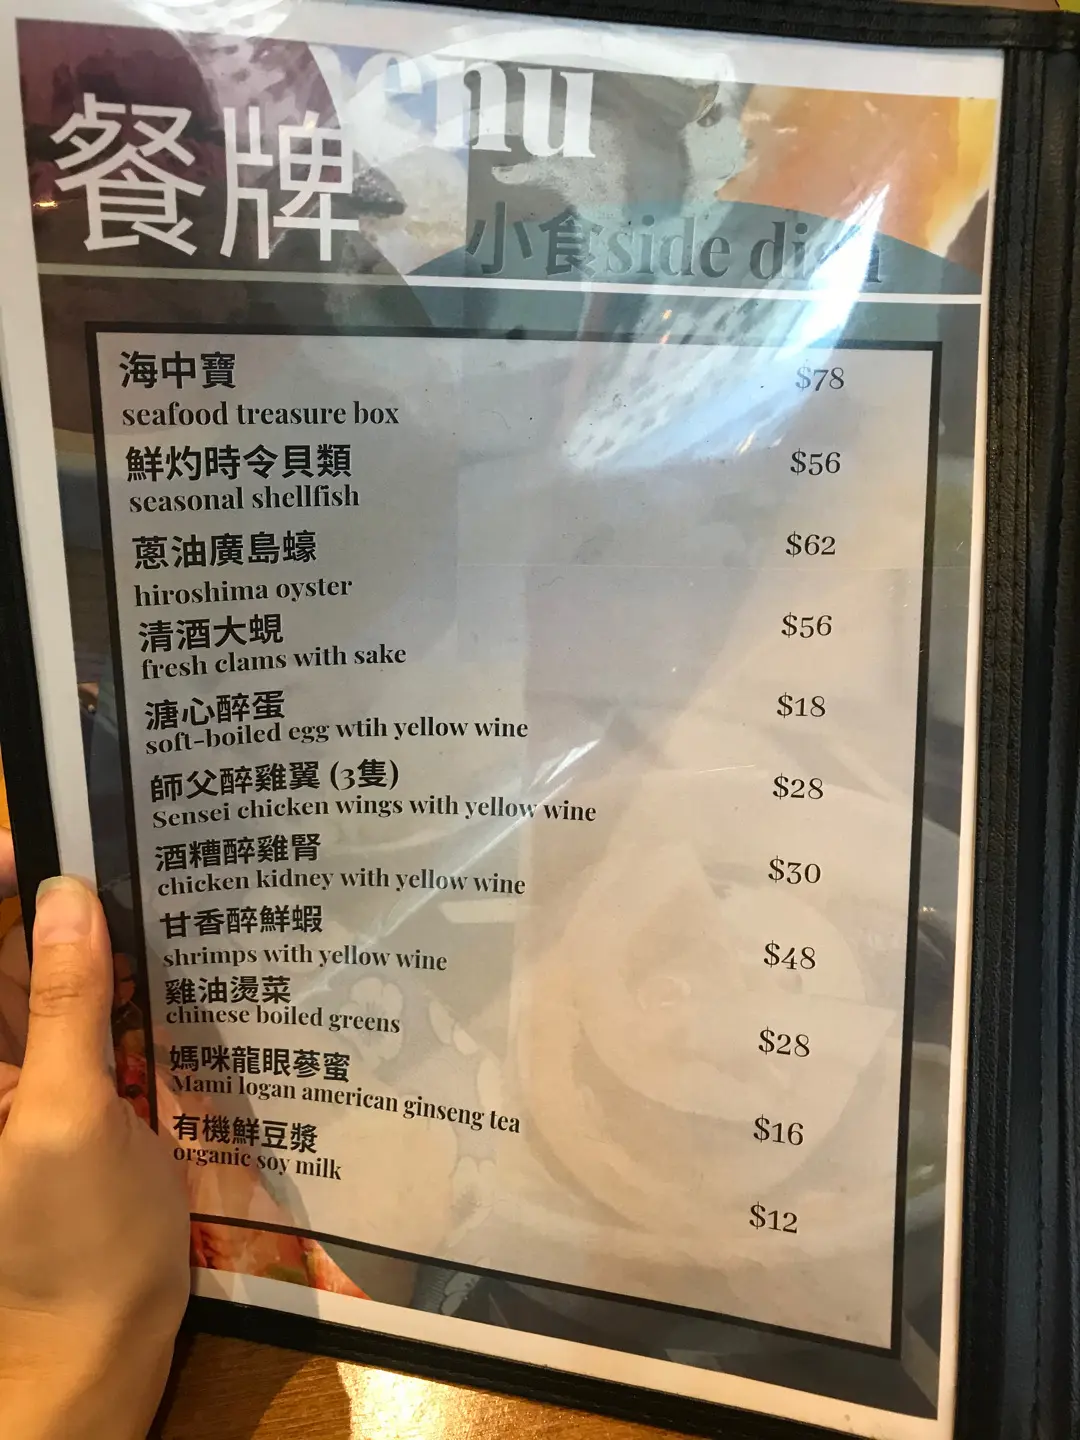 enu
餐牌
小食side dish
海中寶 $78
seafood treasure box
鮮灼時令貝類 $56
seasonal shellfish
蔥油廣島蠔 $62
hiroshima oyster
清酒大蜆 $56
fresh clams with sake
溏心醉蛋 $18
soft-boiled egg wtih yellow wine
師父醉雞翼 (3隻) $28
Sensei chicken wings with yellow wine
酒糟醉雞腎 $30
chicken kidney with yellow wine
甘香醉鮮蝦 $48
shrimps with yellow wine
雞油燙菜 $28
chinese boiled greens
媽咪龍眼蔘蜜 $16
Mami logan american ginseng tea
有機鮮豆漿 $12
organic soy milk